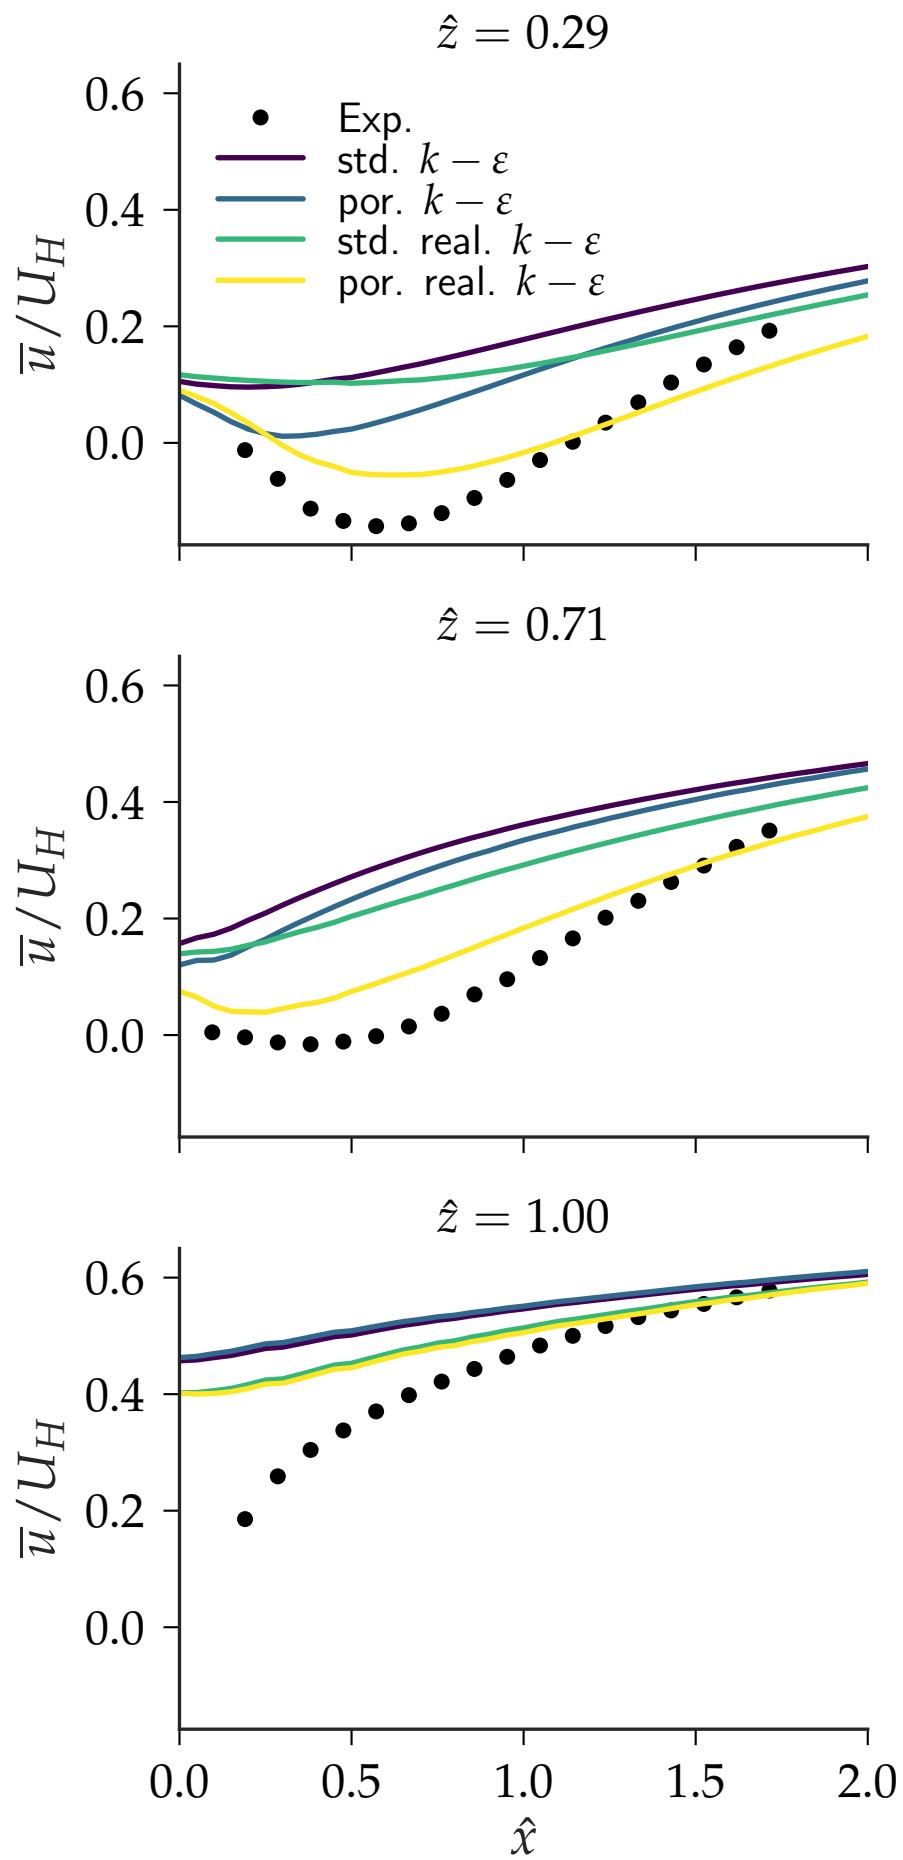 ẑ = 0.29
0.6
0.4
0.2
0.0
u̅/U_H
Exp.
std. k − ε
por. k − ε
std. real. k − ε
por. real. k − ε
ẑ = 0.71
0.6
0.4
0.2
0.0
u̅/U_H
ẑ = 1.00
0.6
0.4
0.2
0.0
u̅/U_H
0.0 0.5 1.0 1.5 2.0
x̂